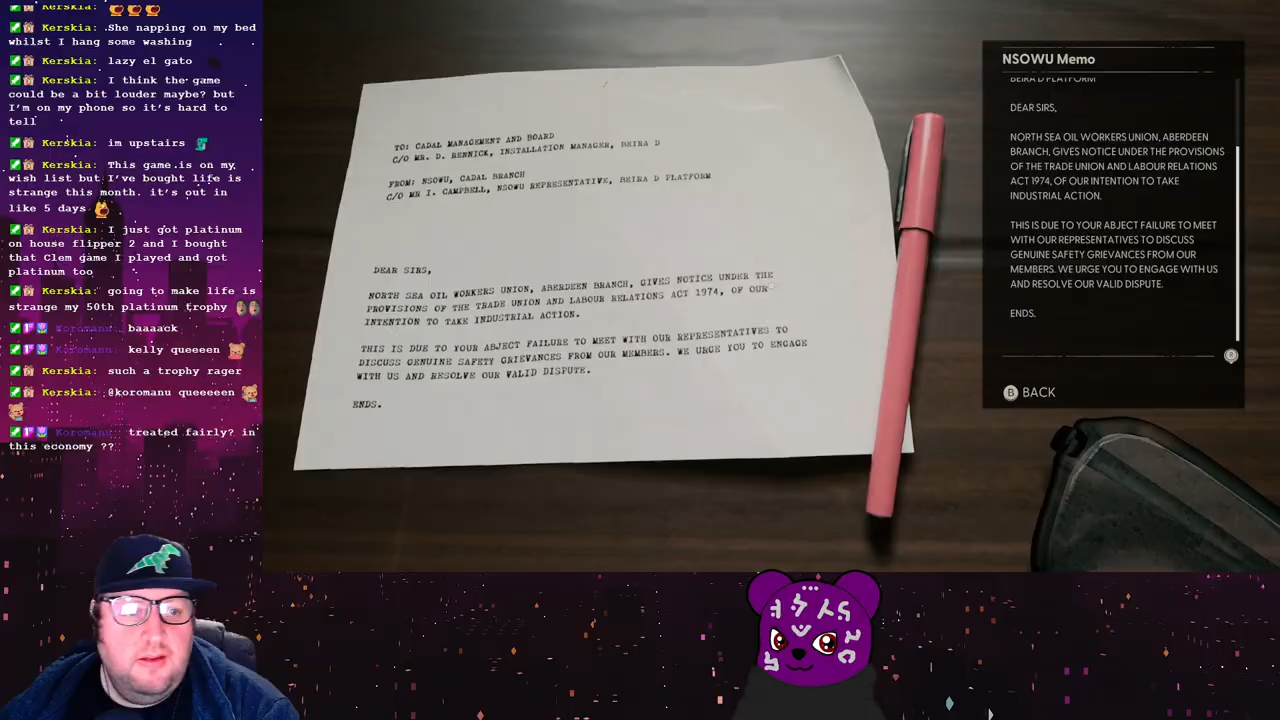 Kerskia:
Kerskia: She napping on my bed
whilst I hang some washing
Kerskia: lazy el gato
Kerskia: I think the game
could be a bit louder maybe? but
I'm on my phone so it's hard to
tell
Kerskia: im upstairs
Kerskia: This game is on my
wish list but I've bought life is
strange this month. it's out in
like 5 days
Kerskia: I just got platinum
on house flipper 2 and I bought
that Clem game I played and got
platinum too
Kerskia: going to make life is
strange my 50th platinum trophy
Koromanu: baaaack
Koromanu: kelly queeeen
Kerskia: such a trophy rager
Kerskia: @koromanu queeeeen
Koromanu: treated fairly? in
this economy ??
TO: CADAL MANAGEMENT AND BOARD
C/O MR. D. RENNICK, INSTALLATION MANAGER, BEIRA D
FROM: NSOWU, CADAL BRANCH
C/O MR I. CAMPBELL, NSOWU REPRESENTATIVE, BEIRA D PLATFORM
DEAR SIRS,
NORTH SEA OIL WORKERS UNION, ABERDEEN BRANCH, GIVES NOTICE UNDER THE
PROVISIONS OF THE TRADE UNION AND LABOUR RELATIONS ACT 1974, OF OUR
INTENTION TO TAKE INDUSTRIAL ACTION.
THIS IS DUE TO YOUR ABJECT FAILURE TO MEET WITH OUR REPRESENTATIVES TO
DISCUSS GENUINE SAFETY GRIEVANCES FROM OUR MEMBERS. WE URGE YOU TO ENGAGE
WITH US AND RESOLVE OUR VALID DISPUTE.
ENDS.
NSOWU Memo
BEIRA D PLATFORM
DEAR SIRS,
NORTH SEA OIL WORKERS UNION, ABERDEEN
BRANCH, GIVES NOTICE UNDER THE PROVISIONS
OF THE TRADE UNION AND LABOUR RELATIONS
ACT 1974, OF OUR INTENTION TO TAKE
INDUSTRIAL ACTION.
THIS IS DUE TO YOUR ABJECT FAILURE TO MEET
WITH OUR REPRESENTATIVES TO DISCUSS
GENUINE SAFETY GRIEVANCES FROM OUR
MEMBERS. WE URGE YOU TO ENGAGE WITH US
AND RESOLVE OUR VALID DISPUTE.
ENDS.
B BACK